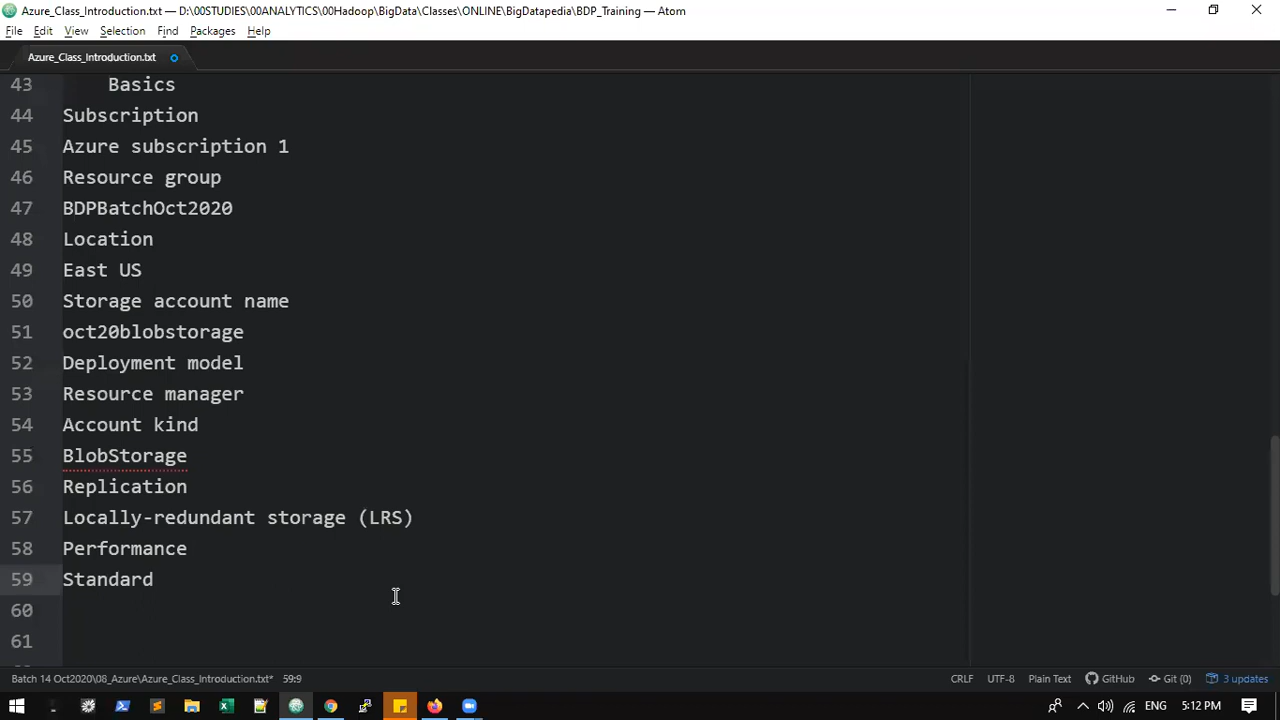 Azure_Class_Introduction.txt — D:\00STUDIES\00ANALYTICS\00Hadoop\BigData\Classes\ONLINE\BigDatapedia\BDP_Training — Atom
File Edit View Selection Find Packages Help
Azure_Class_Introduction.txt
43 Basics
44 Subscription
45 Azure subscription 1
46 Resource group
47 BDPBatchOct2020
48 Location
49 East US
50 Storage account name
51 oct20blobstorage
52 Deployment model
53 Resource manager
54 Account kind
55 BlobStorage
56 Replication
57 Locally-redundant storage (LRS)
58 Performance
59 Standard
60
61
Batch 14 Oct2020\08_Azure\Azure_Class_Introduction.txt* 59:9 CRLF UTF-8 Plain Text GitHub Git (0) 3 updates
ENG 5:12 PM